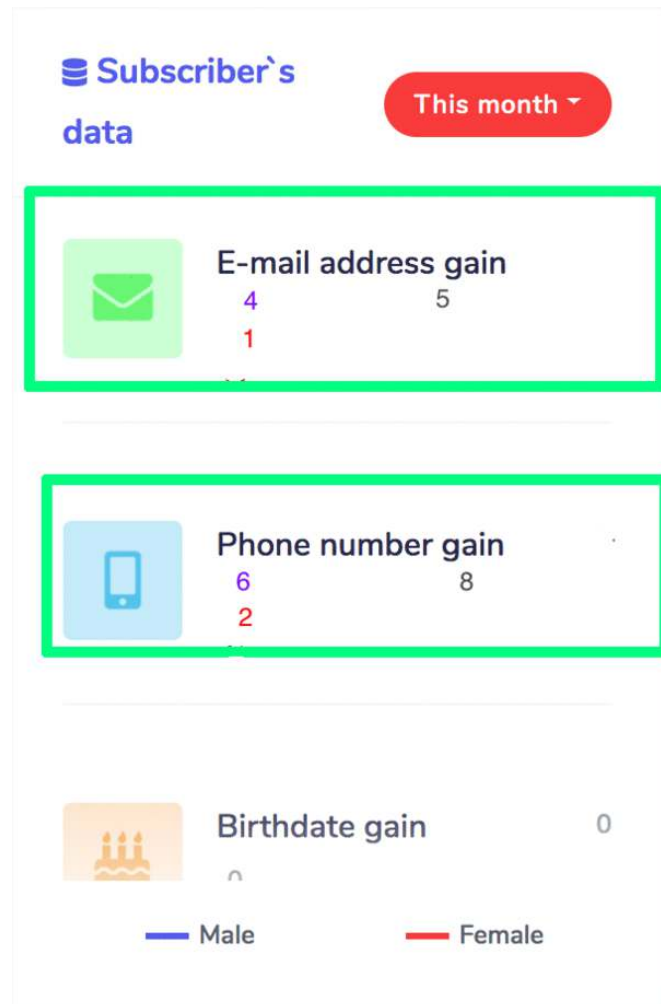 Subscriber`s
data
This month
E-mail address gain
4 5
1
Phone number gain
6 8
2
Birthdate gain 0
0
Male Female